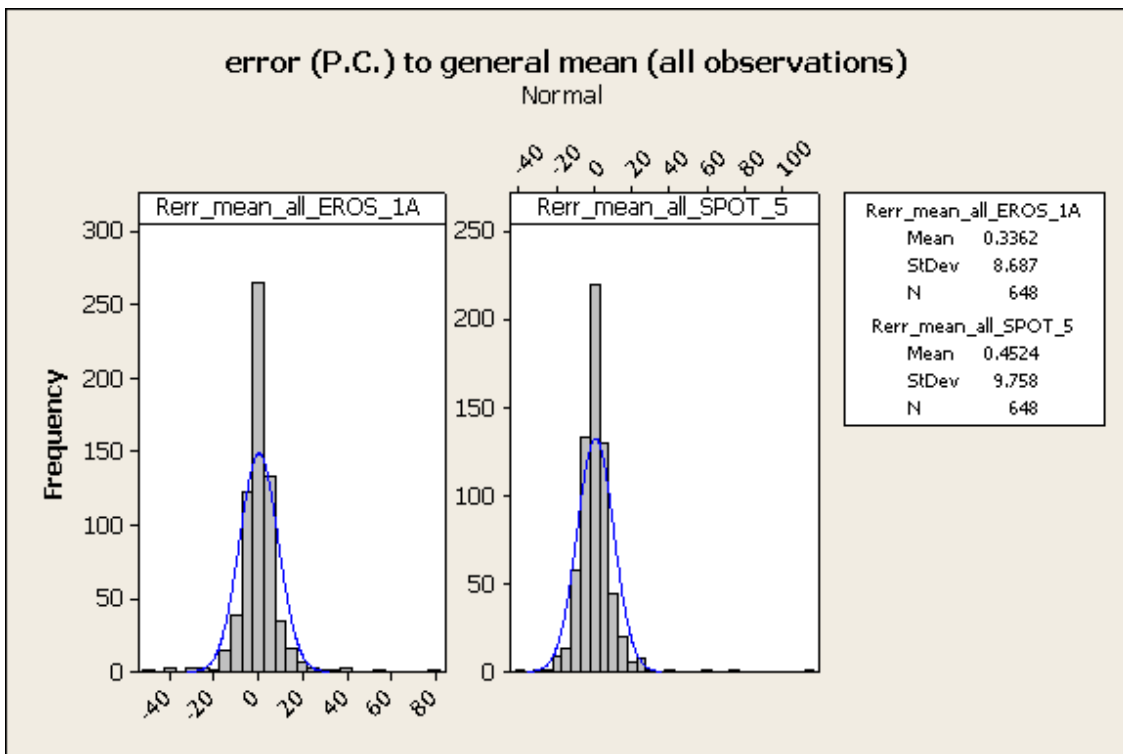 error (P.C.) to general mean (all observations)
Normal
-40 -20 0 20 40 60 80 100
Rerr_mean_all_EROS_1A
Rerr_mean_all_SPOT_5
Frequency
300
250
200
150
100
50
0
250
200
150
100
50
0
-40 -20 0 20 40 60 80
Rerr_mean_all_EROS_1A
Mean 0.3362
StDev 8.687
N 648
Rerr_mean_all_SPOT_5
Mean 0.4524
StDev 9.758
N 648